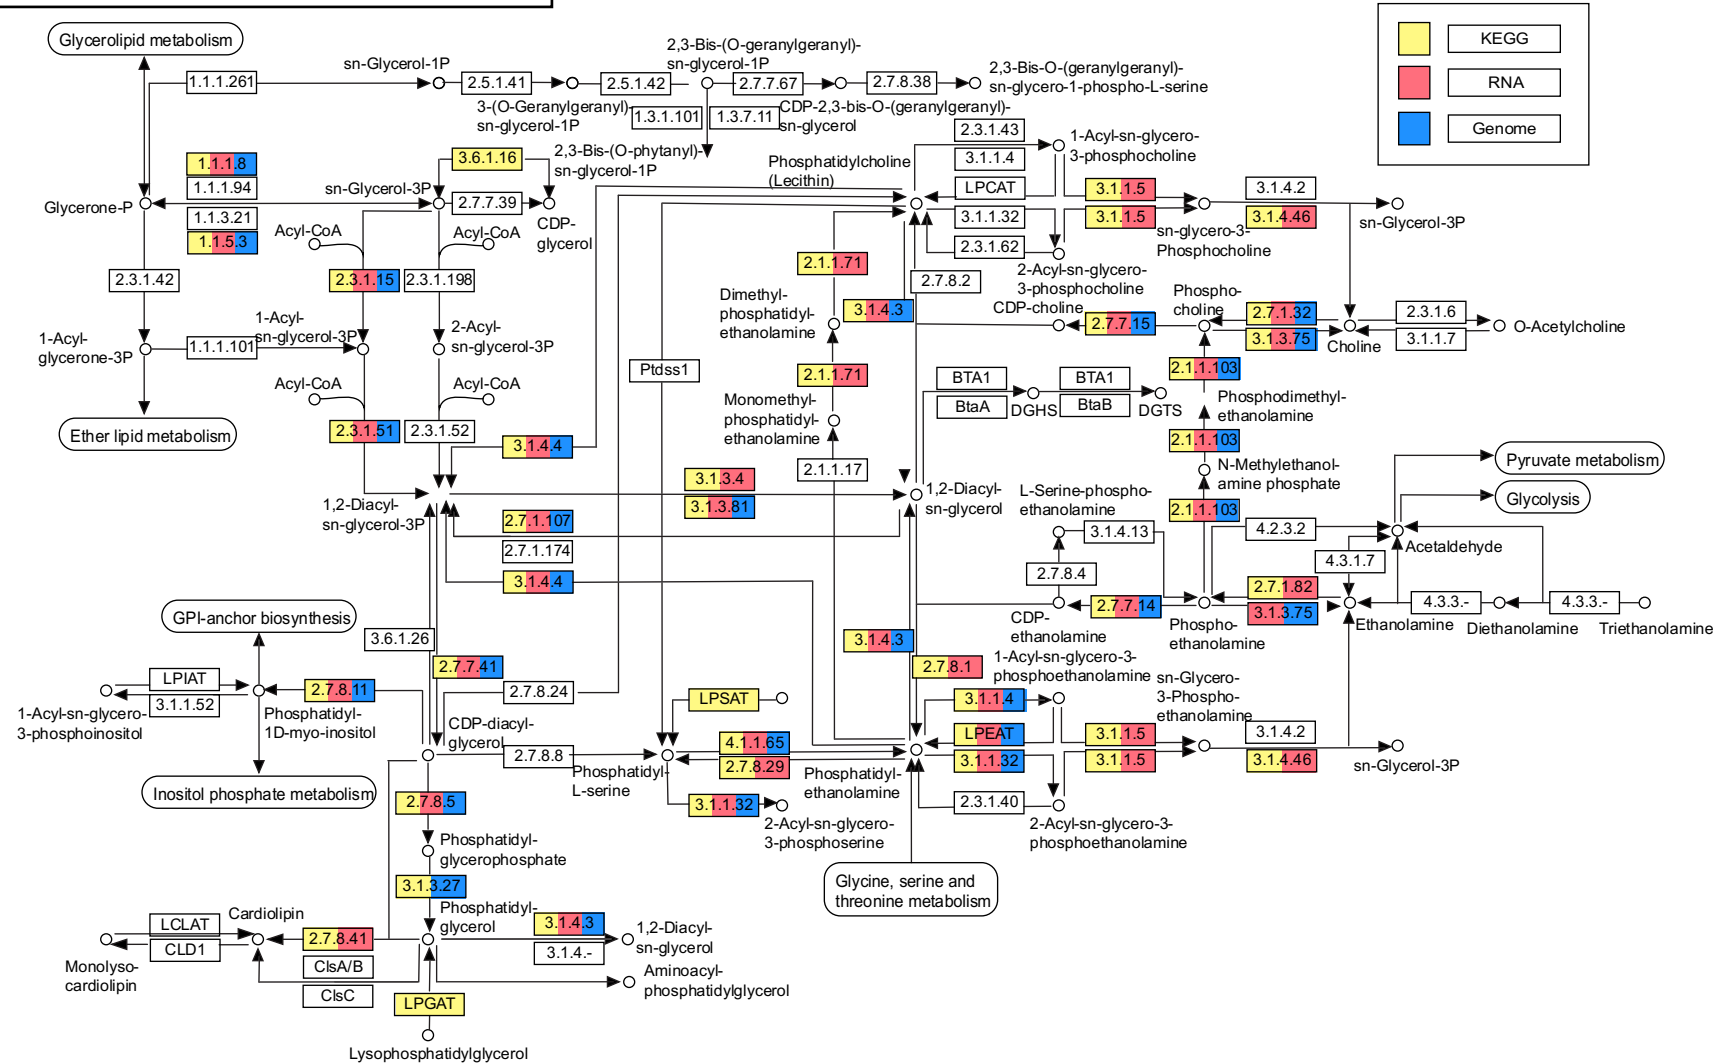 Glycerolipid metabolism
1.1.1.261
sn-Glycerol-1P
2.5.1.41
2.5.1.42
2,3-Bis-(O-geranylgeranyl)-
sn-glycerol-1P
2.7.7.67
2.7.8.38
2,3-Bis-O-(geranylgeranyl)-
sn-glycero-1-phospho-L-serine
KEGG
RNA
Genome
3-(O-Geranylgeranyl)-
sn-glycerol-1P
1.3.1.101
1.3.7.11
CDP-2,3-bis-O-(geranylgeranyl)-
sn-glycerol
2,3-Bis-(O-phytanyl)-
sn-glycerol-1P
1.1.1.8
1.1.1.94
1.1.3.21
1.1.5.3
Glycerone-P
sn-Glycerol-3P
3.6.1.16
2.7.7.39
CDP-
glycerol
Phosphatidylcholine
(Lecithin)
2.3.1.43
3.1.1.4
LPCAT
3.1.1.32
2.3.1.62
2.7.8.2
1-Acyl-sn-glycero-
3-phosphocholine
3.1.1.5
3.1.1.5
sn-glycero-3-
Phosphocholine
3.1.4.2
3.1.4.46
sn-Glycerol-3P
2-Acyl-sn-glycero-
3-phosphocholine
Acyl-CoA
Acyl-CoA
2.3.1.42
2.3.1.15
2.3.1.198
1-Acyl-
glycerone-3P
1.1.1.101
1-Acyl-
sn-glycerol-3P
2-Acyl-
sn-glycerol-3P
Acyl-CoA
Acyl-CoA
Ether lipid metabolism
2.3.1.51
2.3.1.52
3.1.4.4
2.1.1.71
Dimethyl-
phosphatidyl-
ethanolamine
3.1.4.3
2.1.1.71
Ptdss1
Monomethyl-
phosphatidyl-
ethanolamine
2.1.1.17
CDP-choline
2.7.7.15
Phospho-
choline
2.7.1.32
3.1.3.75
Choline
2.3.1.6
3.1.1.7
O-Acetylcholine
BTA1
BtaA
DGHS
BTA1
BtaB
DGTS
2.1.1.103
Phosphodimethyl-
ethanolamine
2.1.1.103
N-Methylethanol-
amine phosphate
2.1.1.103
Pyruvate metabolism
Glycolysis
1,2-Diacyl-
sn-glycerol-3P
3.1.3.4
3.1.3.81
1,2-Diacyl-
sn-glycerol
2.7.1.107
2.7.1.174
3.1.4.4
L-Serine-phospho-
ethanolamine
3.1.4.13
2.7.8.4
4.2.3.2
Acetaldehyde
4.3.1.7
2.7.1.82
3.1.3.75
CDP-
ethanolamine
2.7.7.14
Phospho-
ethanolamine
Ethanolamine
4.3.3.-
Diethanolamine
4.3.3.-
Triethanolamine
GPI-anchor biosynthesis
3.6.1.26
2.7.7.41
3.1.4.3
2.7.8.1
LPIAT
3.1.1.52
1-Acyl-sn-glycero-
3-phosphoinositol
2.7.8.11
Phosphatidyl-
1D-myo-inositol
Inositol phosphate metabolism
2.7.8.24
CDP-diacyl-
glycerol
2.7.8.8
LPSAT
Phosphatidyl-
L-serine
4.1.1.65
2.7.8.29
3.1.1.32
2-Acyl-sn-glycero-
3-phosphoserine
Phosphatidyl-
ethanolamine
1-Acyl-sn-glycero-3-
phosphoethanolamine
3.1.1.4
LPEAT
3.1.1.32
2.3.1.40
3.1.1.5
3.1.1.5
sn-Glycero-
3-Phospho-
ethanolamine
3.1.4.2
3.1.4.46
sn-Glycerol-3P
2-Acyl-sn-glycero-3-
phosphoethanolamine
Glycine, serine and
threonine metabolism
2.7.8.5
Phosphatidyl-
glycerophosphate
3.1.3.27
Phosphatidyl-
glycerol
LCLAT
CLD1
Cardiolipin
Monolyso-
cardiolipin
2.7.8.41
ClsA/B
ClsC
3.1.4.3
3.1.4.-
1,2-Diacyl-
sn-glycerol
Aminoacyl-
phosphatidylglycerol
LPGAT
Lysophosphatidylglycerol